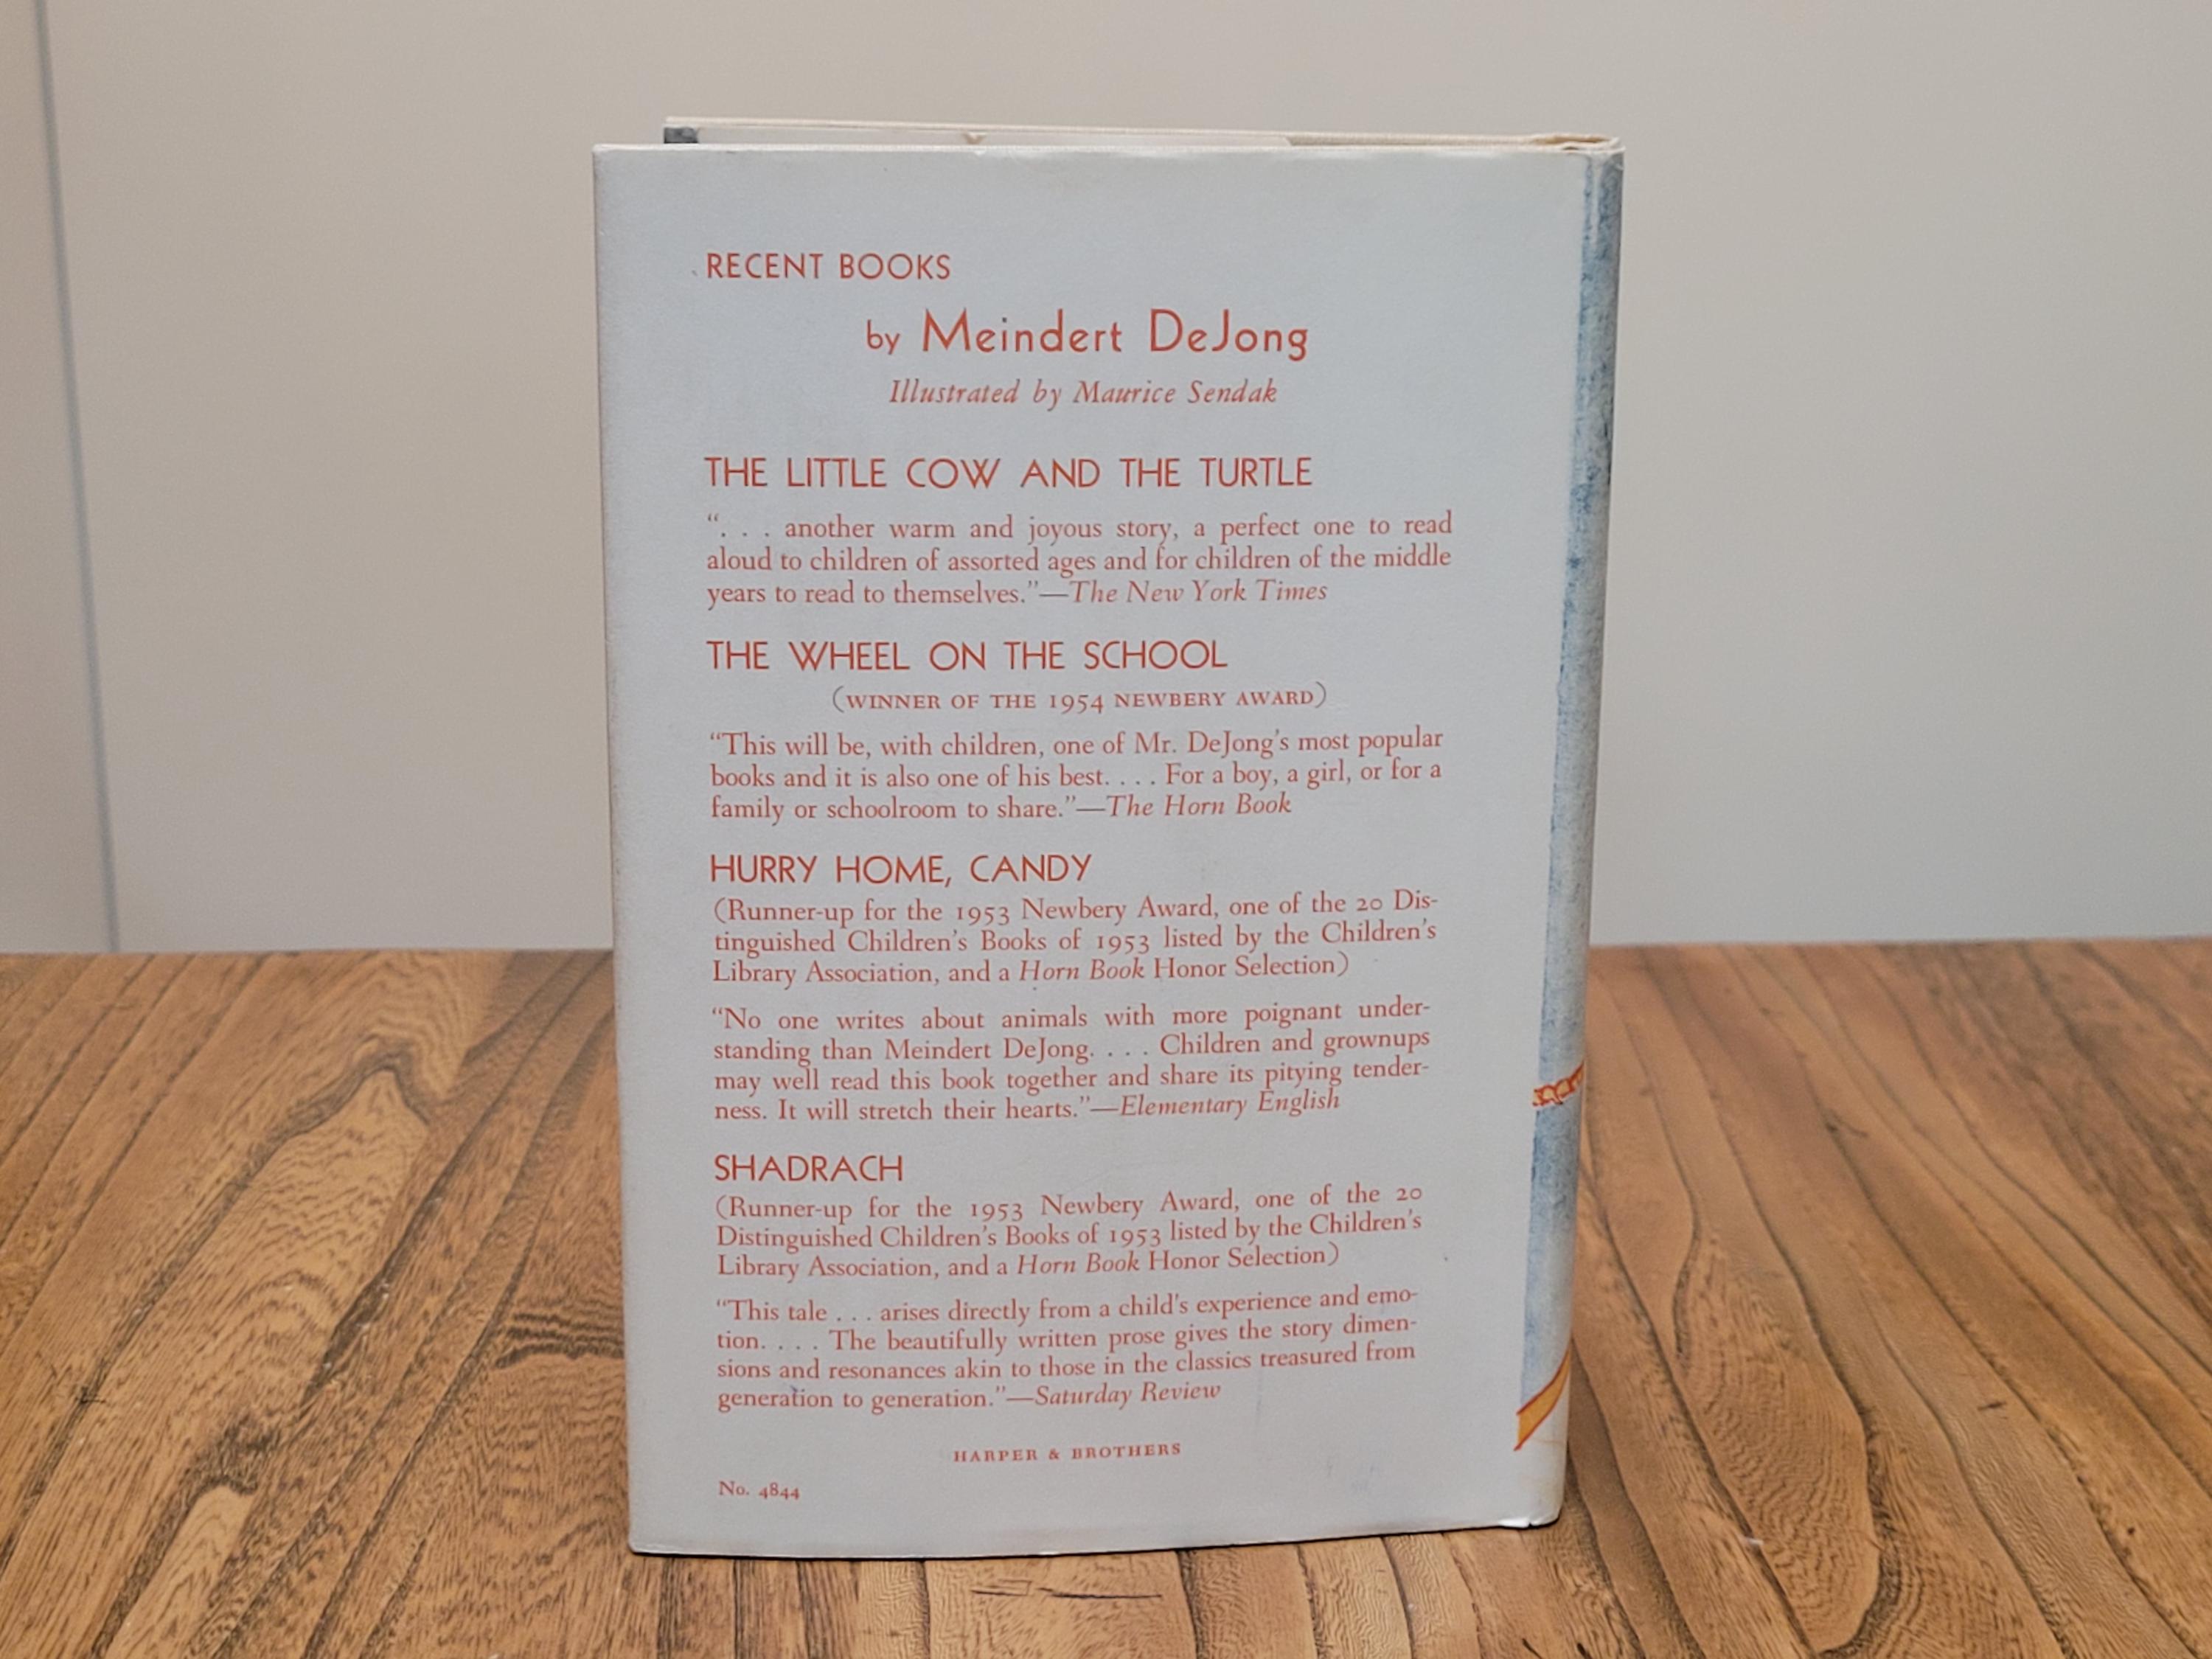 RECENT BOOKS
by Meindert DeJong
Illustrated by Maurice Sendak
THE LITTLE COW AND THE TURTLE
“. . . another warm and joyous story, a perfect one to read
aloud to children of assorted ages and for children of the middle
years to read to themselves.”—The New York Times
THE WHEEL ON THE SCHOOL
(WINNER OF THE 1954 NEWBERY AWARD)
“This will be, with children, one of Mr. DeJong’s most popular
books and it is also one of his best. . . . For a boy, a girl, or for a
family or schoolroom to share.”—The Horn Book
HURRY HOME, CANDY
(Runner-up for the 1953 Newbery Award, one of the 20 Dis-
tinguished Children’s Books of 1953 listed by the Children’s
Library Association, and a Horn Book Honor Selection)
“No one writes about animals with more poignant under-
standing than Meindert DeJong. . . . Children and grownups
may well read this book together and share its pitying tender-
ness. It will stretch their hearts.”—Elementary English
SHADRACH
(Runner-up for the 1953 Newbery Award, one of the 20
Distinguished Children’s Books of 1953 listed by the Children’s
Library Association, and a Horn Book Honor Selection)
“This tale . . . arises directly from a child’s experience and emo-
tion. . . . The beautifully written prose gives the story dimen-
sions and resonances akin to those in the classics treasured from
generation to generation.”—Saturday Review
HARPER & BROTHERS
No. 4844